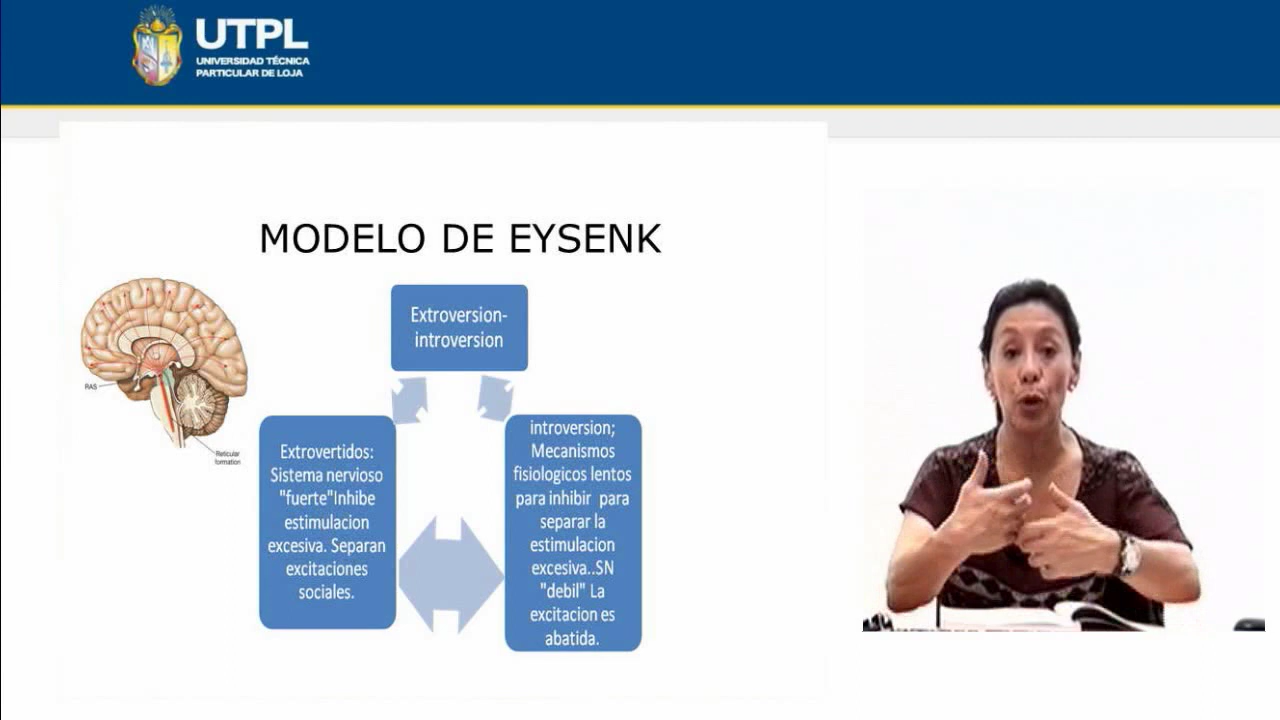 UTPL
UNIVERSIDAD TÉCNICA
PARTICULAR DE LOJA
MODELO DE EYSENK
Extroversion-
introversion
RAS
Reticular
formation
Extrovertidos:
Sistema nervioso
"fuerte"Inhibe
estimulacion
excesiva. Separan
excitaciones
sociales.
introversion;
Mecanismos
fisiologicos lentos
para inhibir para
separar la
estimulacion
excesiva..SN
"debil" La
excitacion es
abatida.